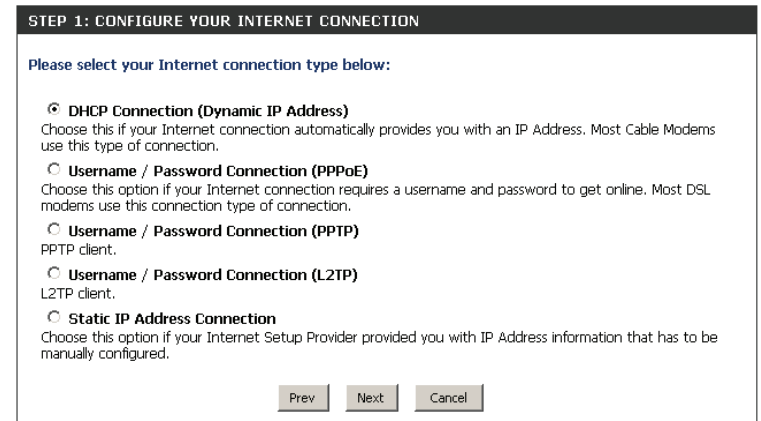 STEP 1: CONFIGURE YOUR INTERNET CONNECTION
Please select your Internet connection type below:
DHCP Connection (Dynamic IP Address)
Choose this if your Internet connection automatically provides you with an IP Address. Most Cable Modems
use this type of connection.
Username / Password Connection (PPPoE)
Choose this option if your Internet connection requires a username and password to get online. Most DSL
modems use this connection type of connection.
Username / Password Connection (PPTP)
PPTP client.
Username / Password Connection (L2TP)
L2TP client.
Static IP Address Connection
Choose this option if your Internet Setup Provider provided you with IP Address information that has to be
manually configured.
Prev Next Cancel